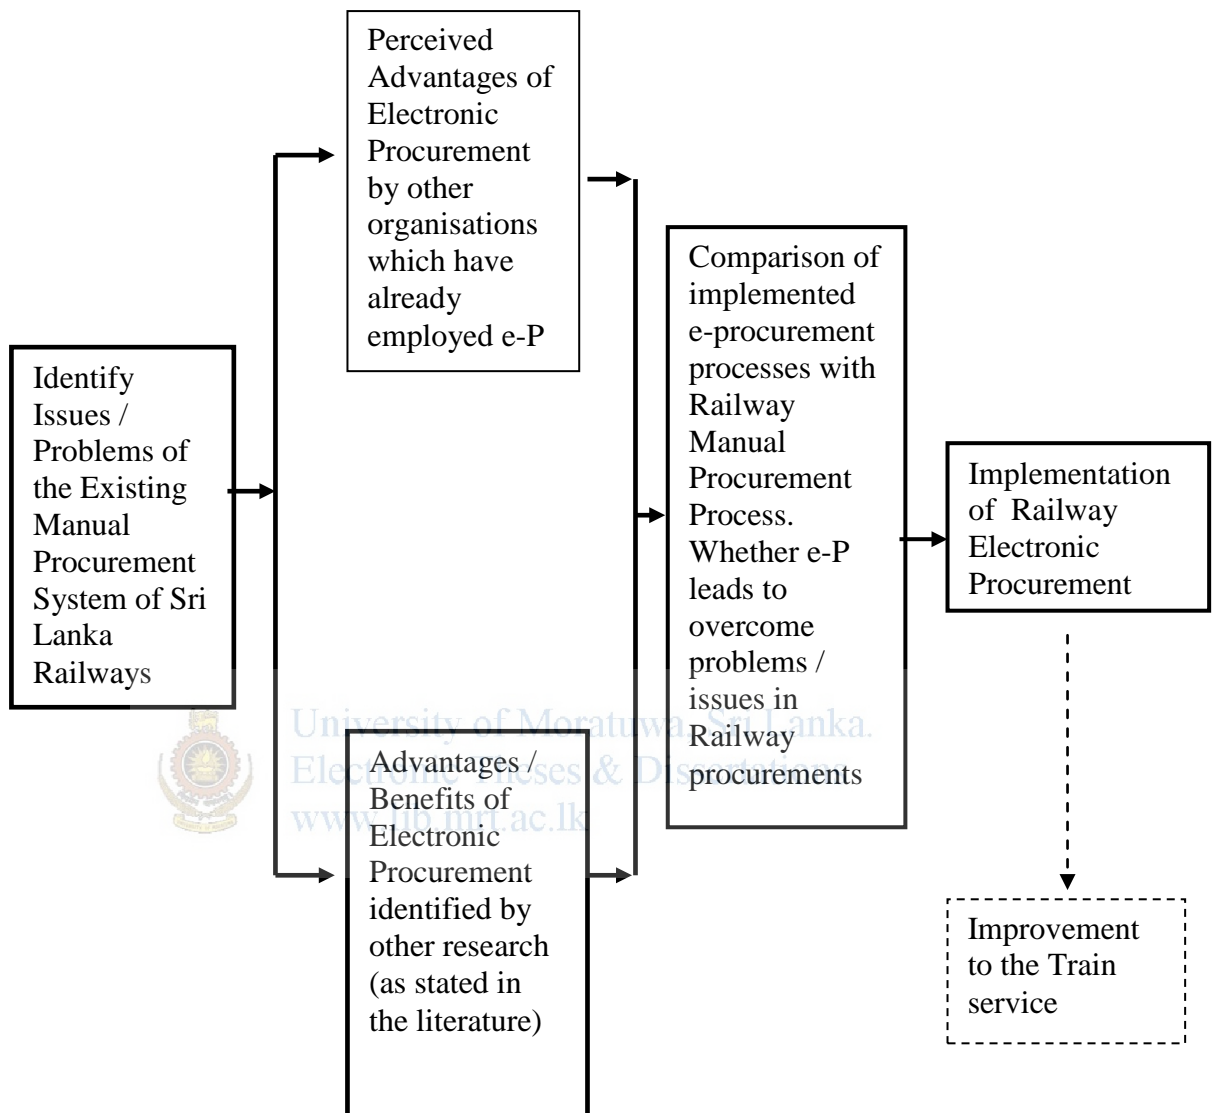 Perceived
Advantages of
Electronic
Procurement
by other
organisations
which have
already
employed e-P
Identify
Issues /
Problems of
the Existing
Manual
Procurement
System of Sri
Lanka
Railways
Comparison of
implemented
e-procurement
processes with
Railway
Manual
Procurement
Process.
Whether e-P
leads to
overcome
problems /
issues in
Railway
procurements
Implementation
of Railway
Electronic
Procurement
University of Moratuwa, Sri Lanka.
Electronic Theses & Dissertations
www.lib.mrt.ac.lk
Advantages /
Benefits of
Electronic
Procurement
identified by
other research
(as stated in
the literature)
Improvement
to the Train
service